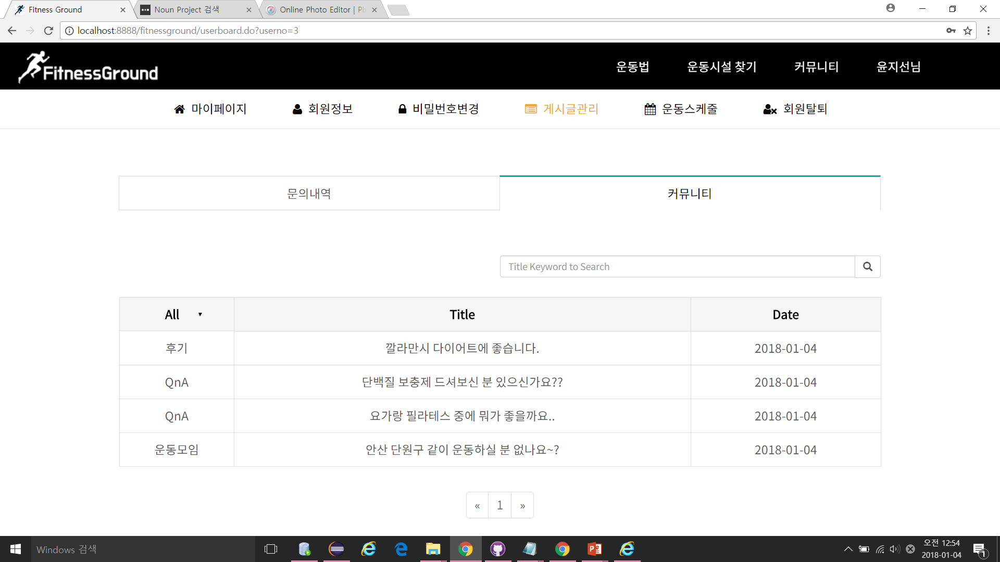 Fitness Ground
Noun Project 검색
Online Photo Editor | Pi
localhost:8888/fitnessground/userboard.do?userno=3
FitnessGround
운동법 운동시설 찾기 커뮤니티 윤지선님
마이페이지 회원정보 비밀번호변경 게시글관리 운동스케줄 회원탈퇴
문의내역 커뮤니티
Title Keyword to Search
All ▼ Title Date
후기 깔라만시 다이어트에 좋습니다. 2018-01-04
QnA 단백질 보충제 드셔보신 분 있으신가요?? 2018-01-04
QnA 요가랑 필라테스 중에 뭐가 좋을까요.. 2018-01-04
운동모임 안산 단원구 같이 운동하실 분 없나요~? 2018-01-04
« 1 »
Windows 검색
오전 12:54
2018-01-04
1